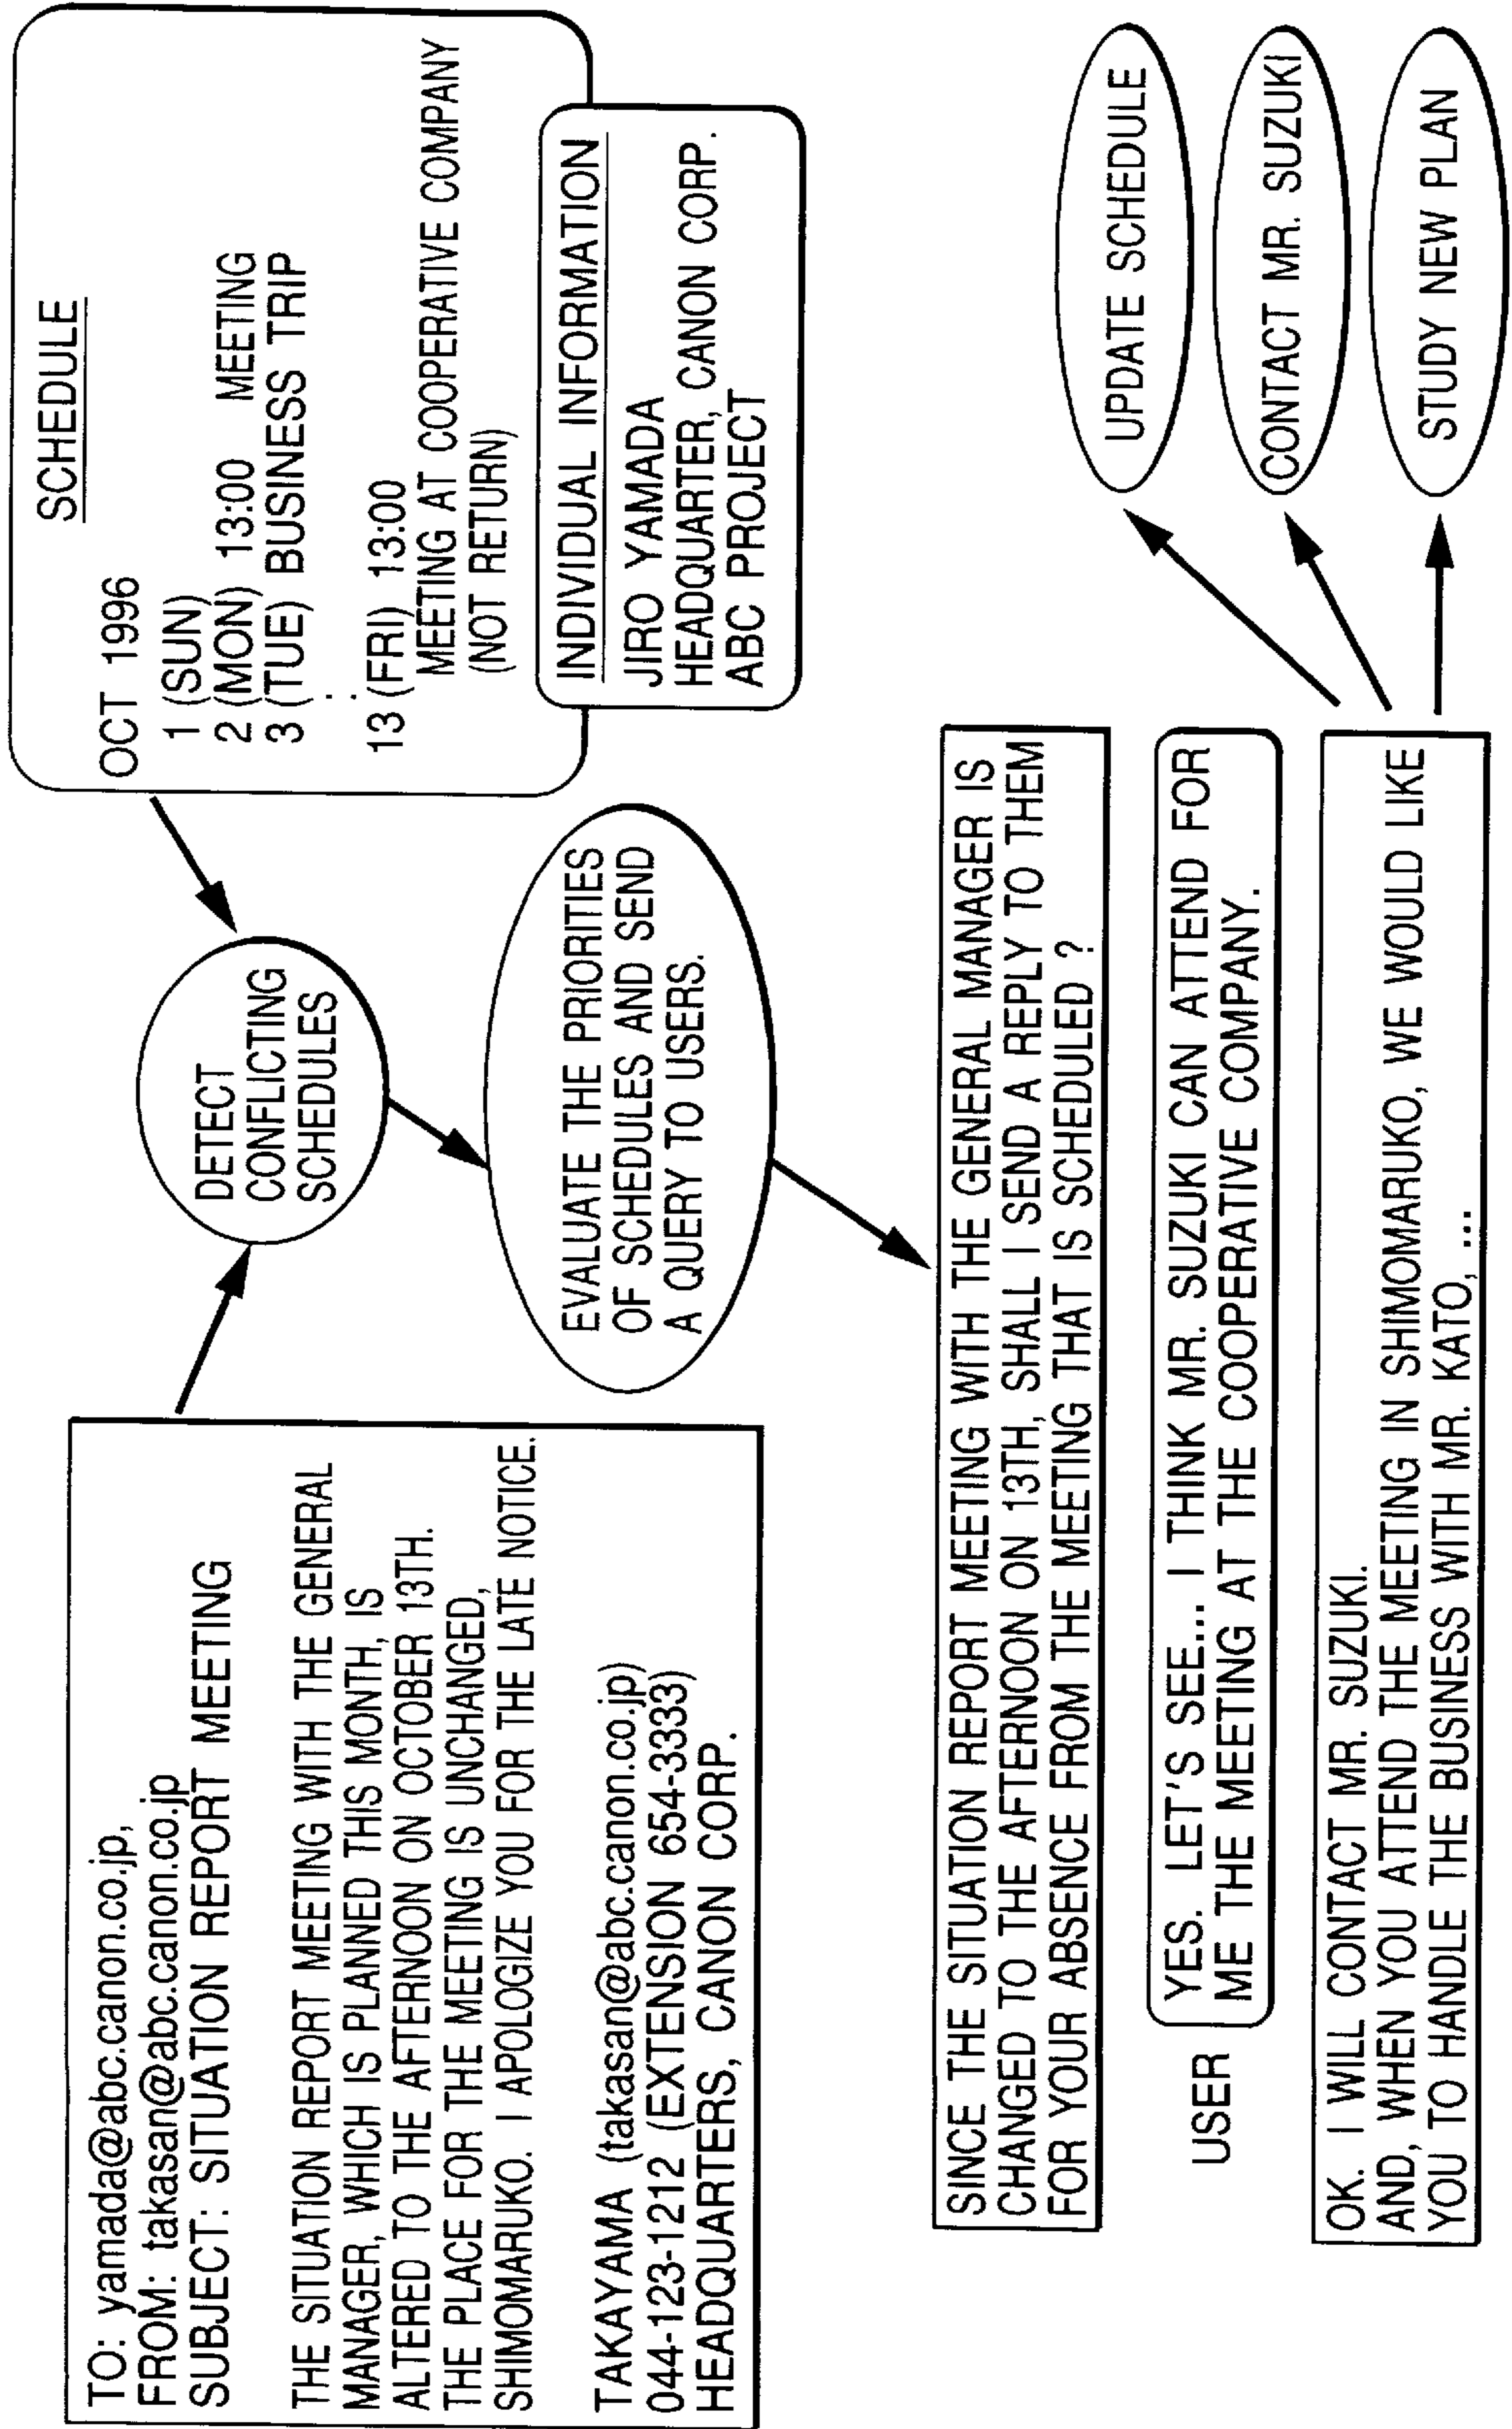 TO: yamada@abc.canon.co.jp,
FROM: takasan@abc.canon.co.jp
SUBJECT: SITUATION REPORT MEETING
THE SITUATION REPORT MEETING WITH THE GENERAL
MANAGER, WHICH IS PLANNED THIS MONTH, IS
ALTERED TO THE AFTERNOON ON OCTOBER 13TH.
THE PLACE FOR THE MEETING IS UNCHANGED,
SHIMOMARUKO. I APOLOGIZE YOU FOR THE LATE NOTICE.
TAKAYAMA (takasan@abc.canon.co.jp)
044-123-1212 (EXTENSION 654-3333)
HEADQUARTERS, CANON CORP.
DETECT
CONFLICTING
SCHEDULES
SCHEDULE
OCT 1996
1 (SUN)
2 (MON) 13:00 MEETING
3 (TUE) BUSINESS TRIP
:
13 (FRI) 13:00
MEETING AT COOPERATIVE COMPANY
(NOT RETURN)
INDIVIDUAL INFORMATION
JIRO YAMADA
HEADQUARTER, CANON CORP.
ABC PROJECT
EVALUATE THE PRIORITIES
OF SCHEDULES AND SEND
A QUERY TO USERS.
SINCE THE SITUATION REPORT MEETING WITH THE GENERAL MANAGER IS
CHANGED TO THE AFTERNOON ON 13TH, SHALL I SEND A REPLY TO THEM
FOR YOUR ABSENCE FROM THE MEETING THAT IS SCHEDULED ?
USER
YES. LET'S SEE... I THINK MR. SUZUKI CAN ATTEND FOR
ME THE MEETING AT THE COOPERATIVE COMPANY.
OK. I WILL CONTACT MR. SUZUKI.
AND, WHEN YOU ATTEND THE MEETING IN SHIMOMARUKO, WE WOULD LIKE
YOU TO HANDLE THE BUSINESS WITH MR. KATO, ...
UPDATE SCHEDULE
CONTACT MR. SUZUKI
STUDY NEW PLAN